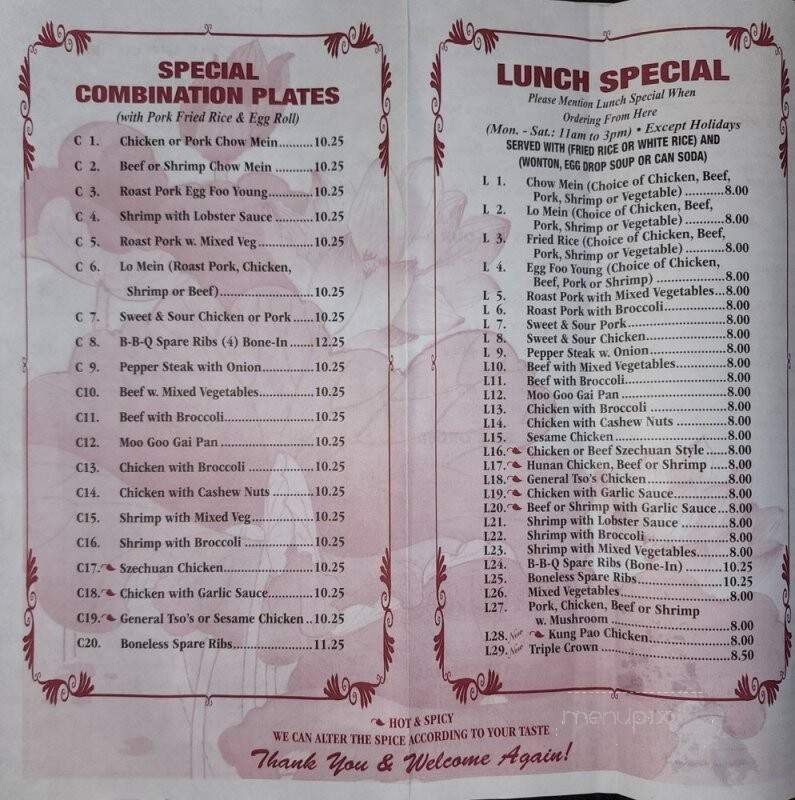 SPECIAL
COMBINATION PLATES
(with Pork Fried Rice & Egg Roll)
C 1. Chicken or Pork Chow Mein..........10.25
C 2. Beef or Shrimp Chow Mein..........10.25
C 3. Roast Pork Egg Foo Young..........10.25
C 4. Shrimp with Lobster Sauce..........10.25
C 5. Roast Pork w. Mixed Veg..........10.25
C 6. Lo Mein (Roast Pork, Chicken,
Shrimp or Beef)..........10.25
C 7. Sweet & Sour Chicken or Pork......10.25
C 8. B-B-Q Spare Ribs (4) Bone-In......12.25
C 9. Pepper Steak with Onion..........10.25
C10. Beef w. Mixed Vegetables..........10.25
C11. Beef with Broccoli..........10.25
C12. Moo Goo Gai Pan..........10.25
C13. Chicken with Broccoli..........10.25
C14. Chicken with Cashew Nuts..........10.25
C15. Shrimp with Mixed Veg..........10.25
C16. Shrimp with Broccoli..........10.25
C17. Szechuan Chicken..........10.25
C18. Chicken with Garlic Sauce..........10.25
C19. General Tso's or Sesame Chicken..10.25
C20. Boneless Spare Ribs..........11.25
LUNCH SPECIAL
Please Mention Lunch Special When
Ordering From Here
(Mon. - Sat.: 11am to 3pm) • Except Holidays
SERVED WITH (FRIED RICE OR WHITE RICE) AND
(WONTON, EGG DROP SOUP OR CAN SODA)
L 1. Chow Mein (Choice of Chicken, Beef,
Pork, Shrimp or Vegetable)..........8.00
L 2. Lo Mein (Choice of Chicken, Beef,
Pork, Shrimp or Vegetable)..........8.00
L 3. Fried Rice (Choice of Chicken, Beef,
Pork, Shrimp or Vegetable)..........8.00
L 4. Egg Foo Young (Choice of Chicken,
Beef, Pork or Shrimp)..........8.00
L 5. Roast Pork with Mixed Vegetables...8.00
L 6. Roast Pork with Broccoli..........8.00
L 7. Sweet & Sour Pork..........8.00
L 8. Sweet & Sour Chicken..........8.00
L 9. Pepper Steak w. Onion..........8.00
L10. Beef with Mixed Vegetables..........8.00
L11. Beef with Broccoli..........8.00
L12. Moo Goo Gai Pan..........8.00
L13. Chicken with Broccoli..........8.00
L14. Chicken with Cashew Nuts..........8.00
L15. Sesame Chicken..........8.00
L16. Chicken or Beef Szechuan Style.....8.00
L17. Hunan Chicken, Beef or Shrimp.....8.00
L18. General Tso's Chicken..........8.00
L19. Chicken with Garlic Sauce..........8.00
L20. Beef or Shrimp with Garlic Sauce...8.00
L21. Shrimp with Lobster Sauce..........8.00
L22. Shrimp with Broccoli..........8.00
L23. Shrimp with Mixed Vegetables..........8.00
L24. B-B-Q Spare Ribs (Bone-In)..........10.25
L25. Boneless Spare Ribs..........10.25
L26. Mixed Vegetables..........8.00
L27. Pork, Chicken, Beef or Shrimp
w. Mushroom..........8.00
L28. New Kung Pao Chicken..........8.00
L29. New Triple Crown..........8.50
HOT & SPICY
WE CAN ALTER THE SPICE ACCORDING TO YOUR TASTE
Thank You & Welcome Again!
menupix